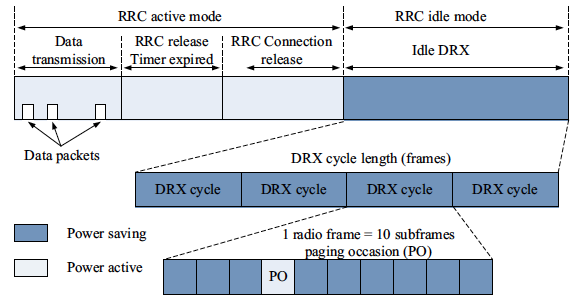 RRC active mode
RRC idle mode
Data
transmission
RRC release
Timer expired
RRC Connection
release
Idle DRX
Data packets
DRX cycle length (frames)
DRX cycle
DRX cycle
DRX cycle
DRX cycle
Power saving
1 radio frame = 10 subframes
paging occasion (PO)
Power active
PO